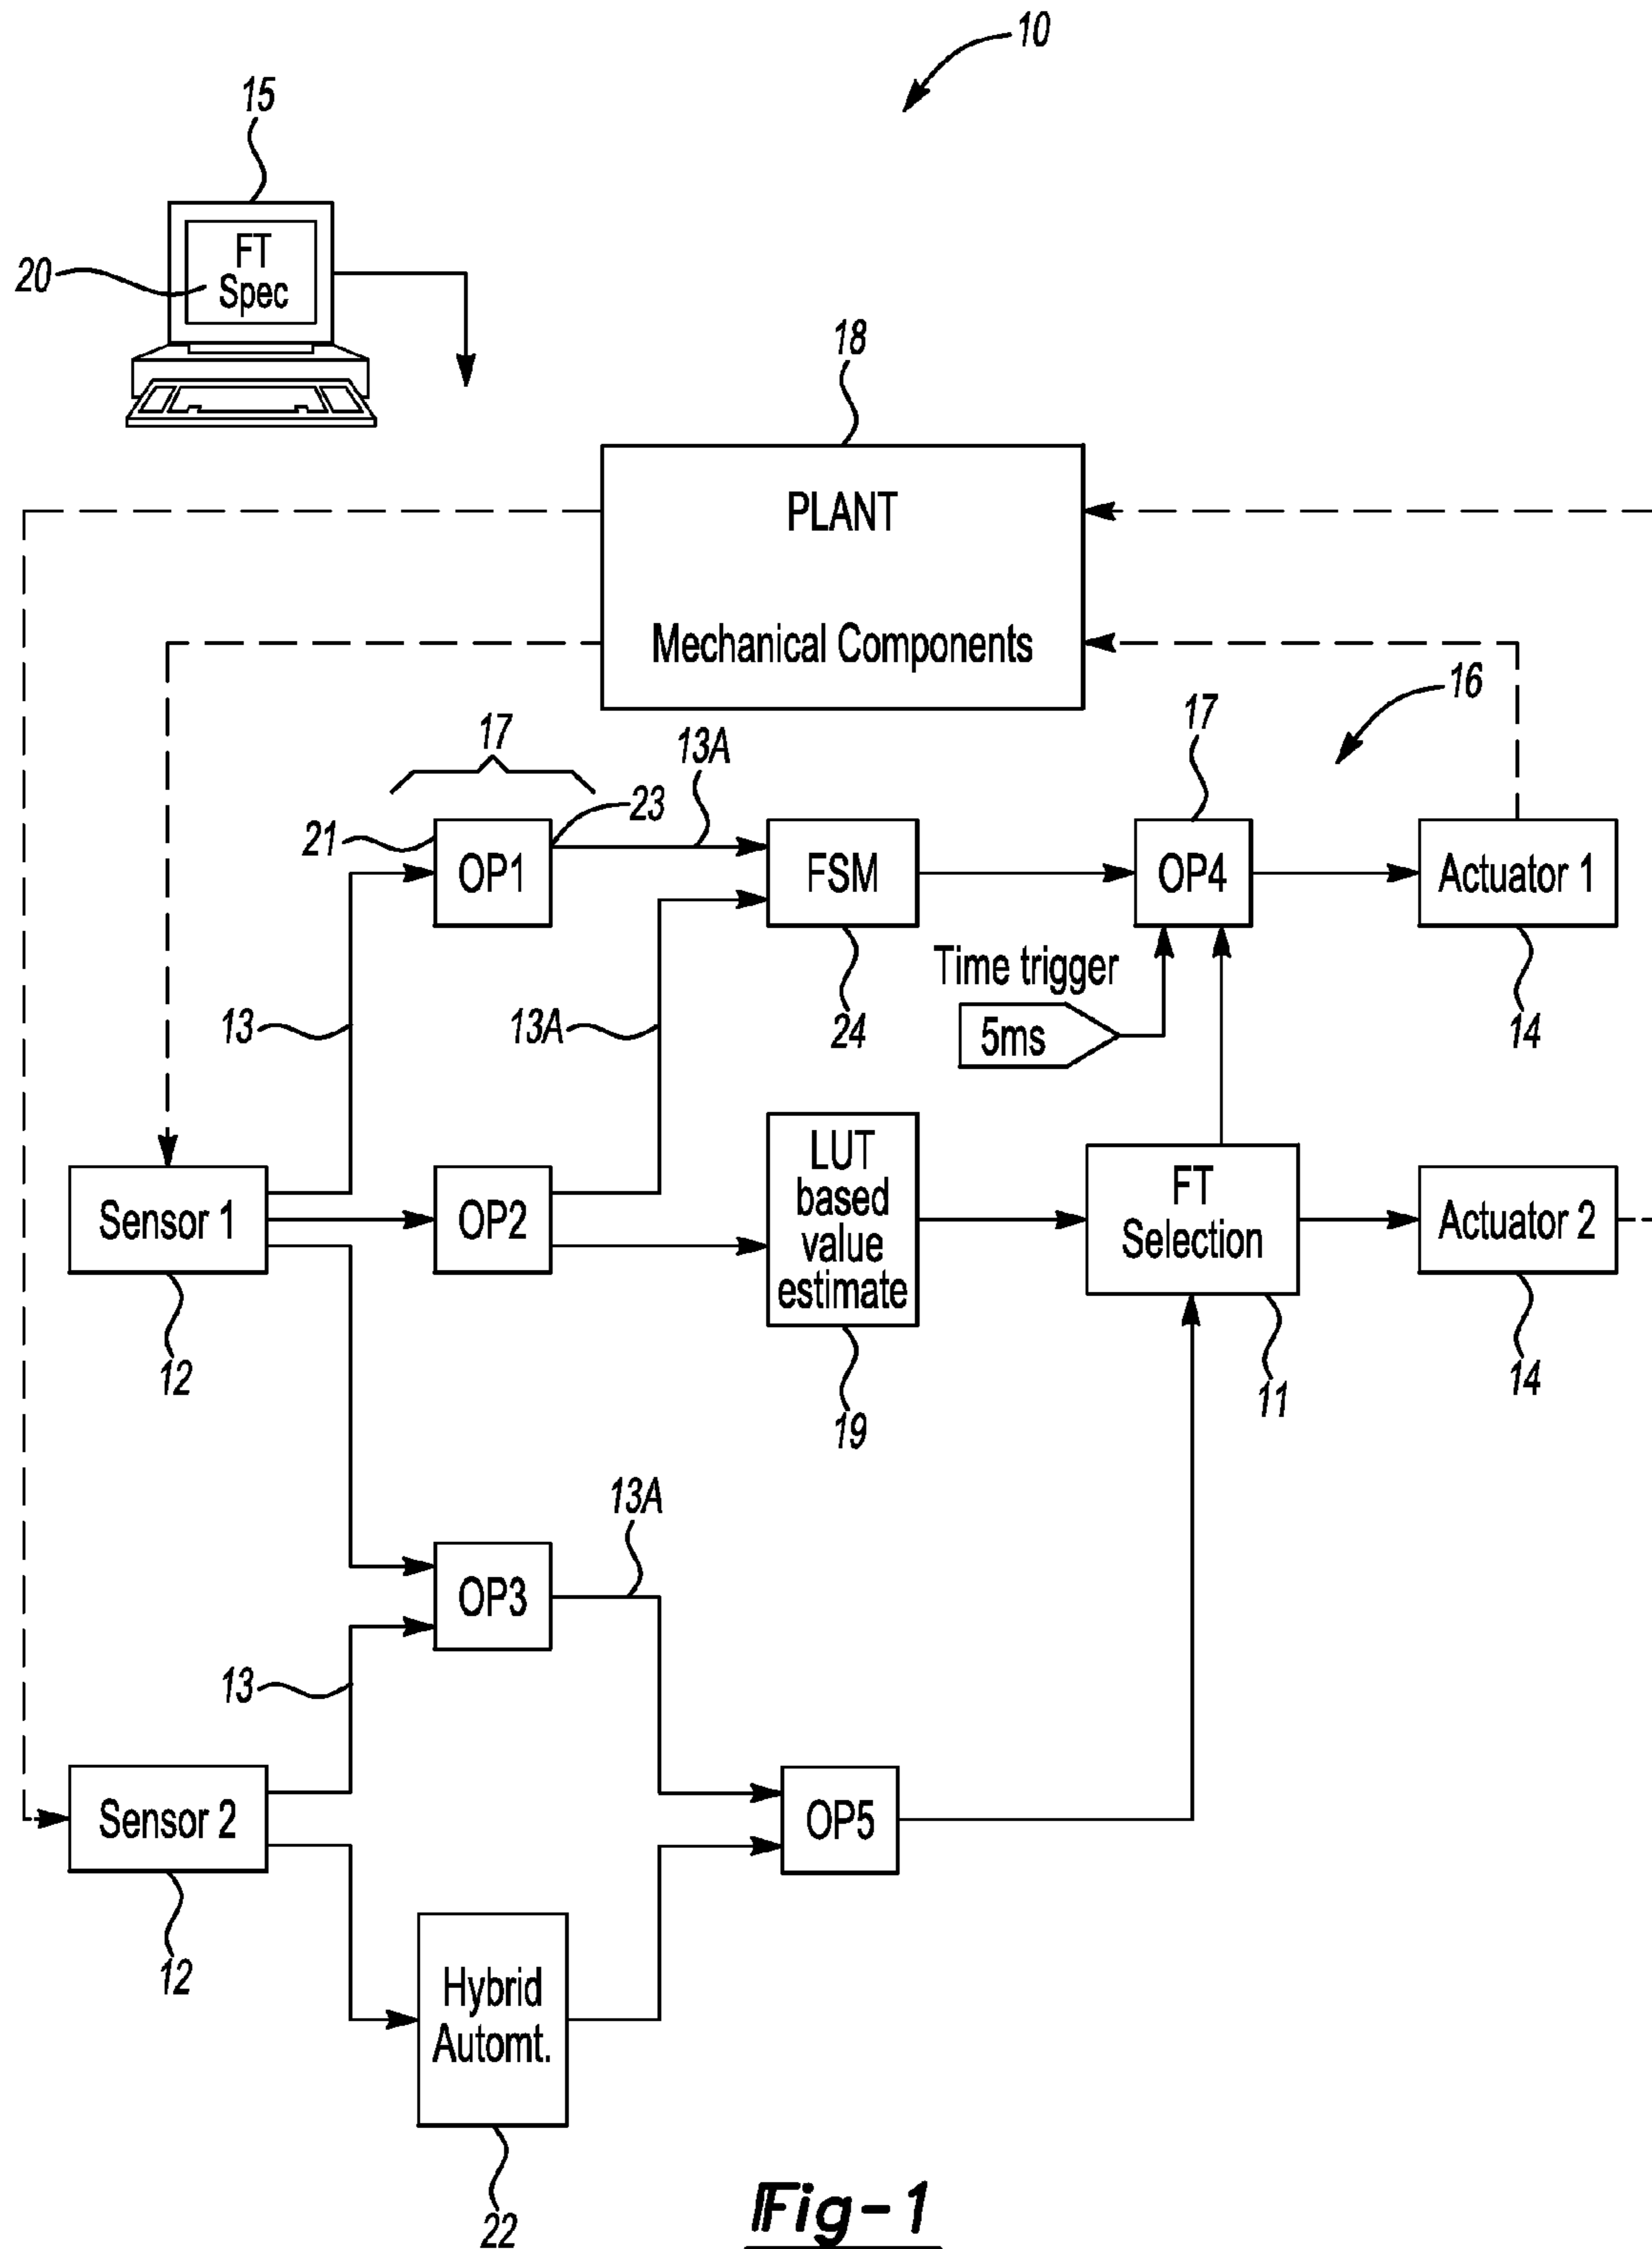 10
15
FT
Spec
20
18
PLANT
Mechanical Components
16
17
13A
17
23
21
OP1
FSM
OP4
Actuator 1
Time trigger
5ms
13
13A
24
14
LUT
based
value
estimate
FT
Selection
Sensor 1
OP2
Actuator 2
12
19
11
14
13A
OP3
13
Sensor 2
OP5
12
Hybrid
Automt.
22
Fig-1